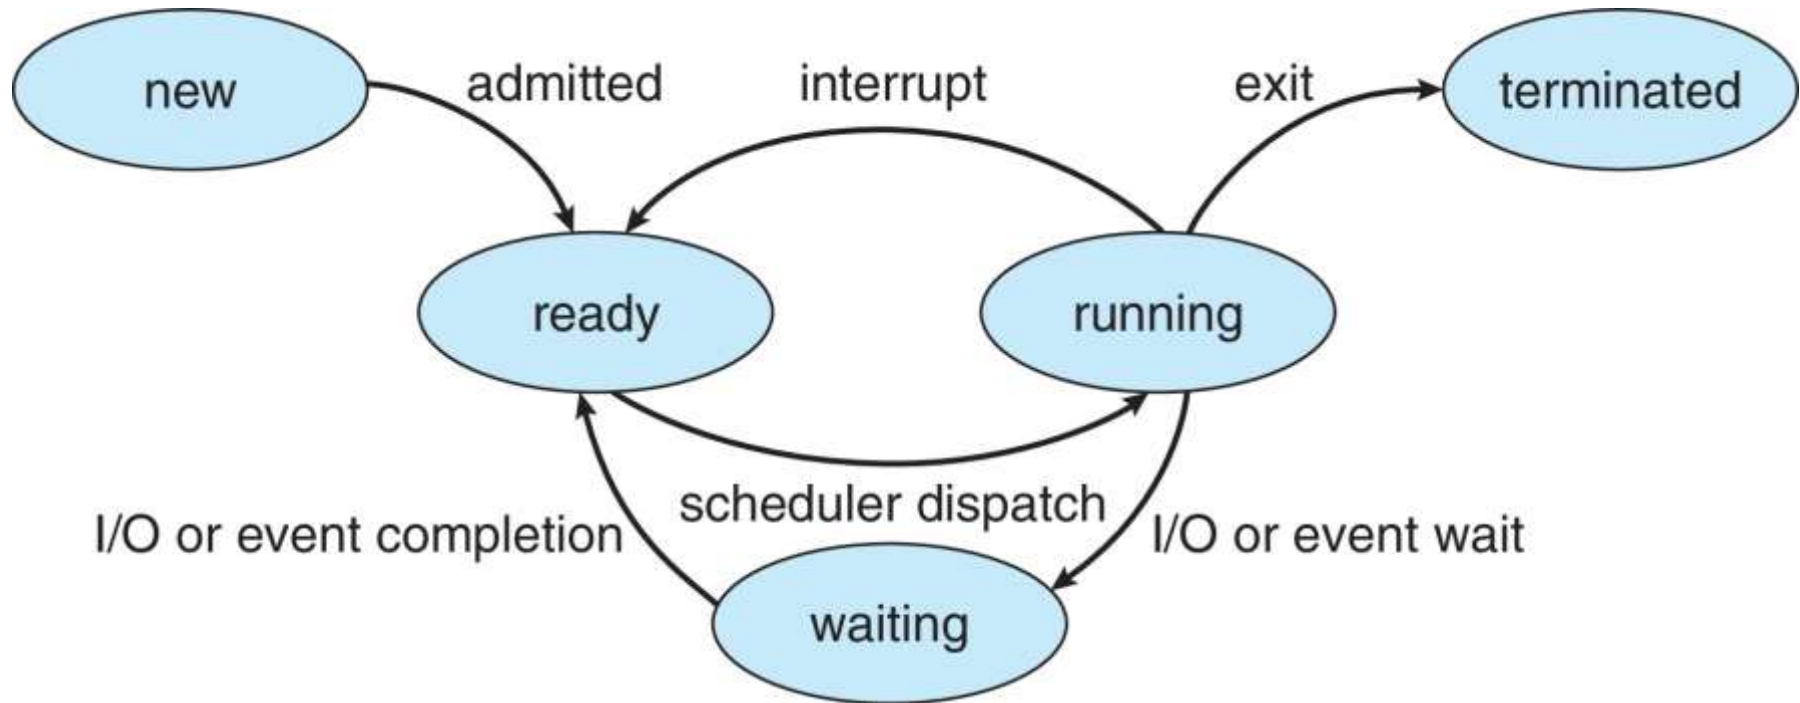 new
admitted
interrupt
exit
terminated
ready
running
scheduler dispatch
I/O or event completion
I/O or event wait
waiting